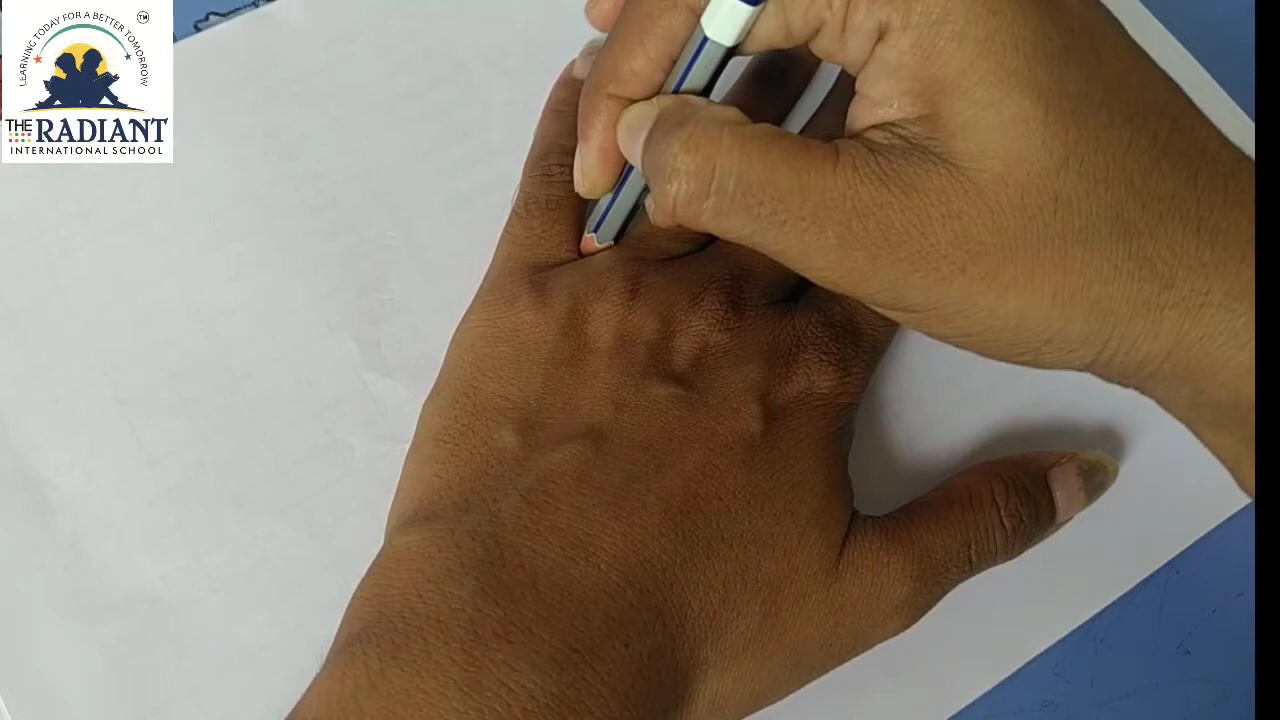 LEARNING TODAY FOR A BETTER TOMORROW
TM
THE RADIANT
INTERNATIONAL SCHOOL